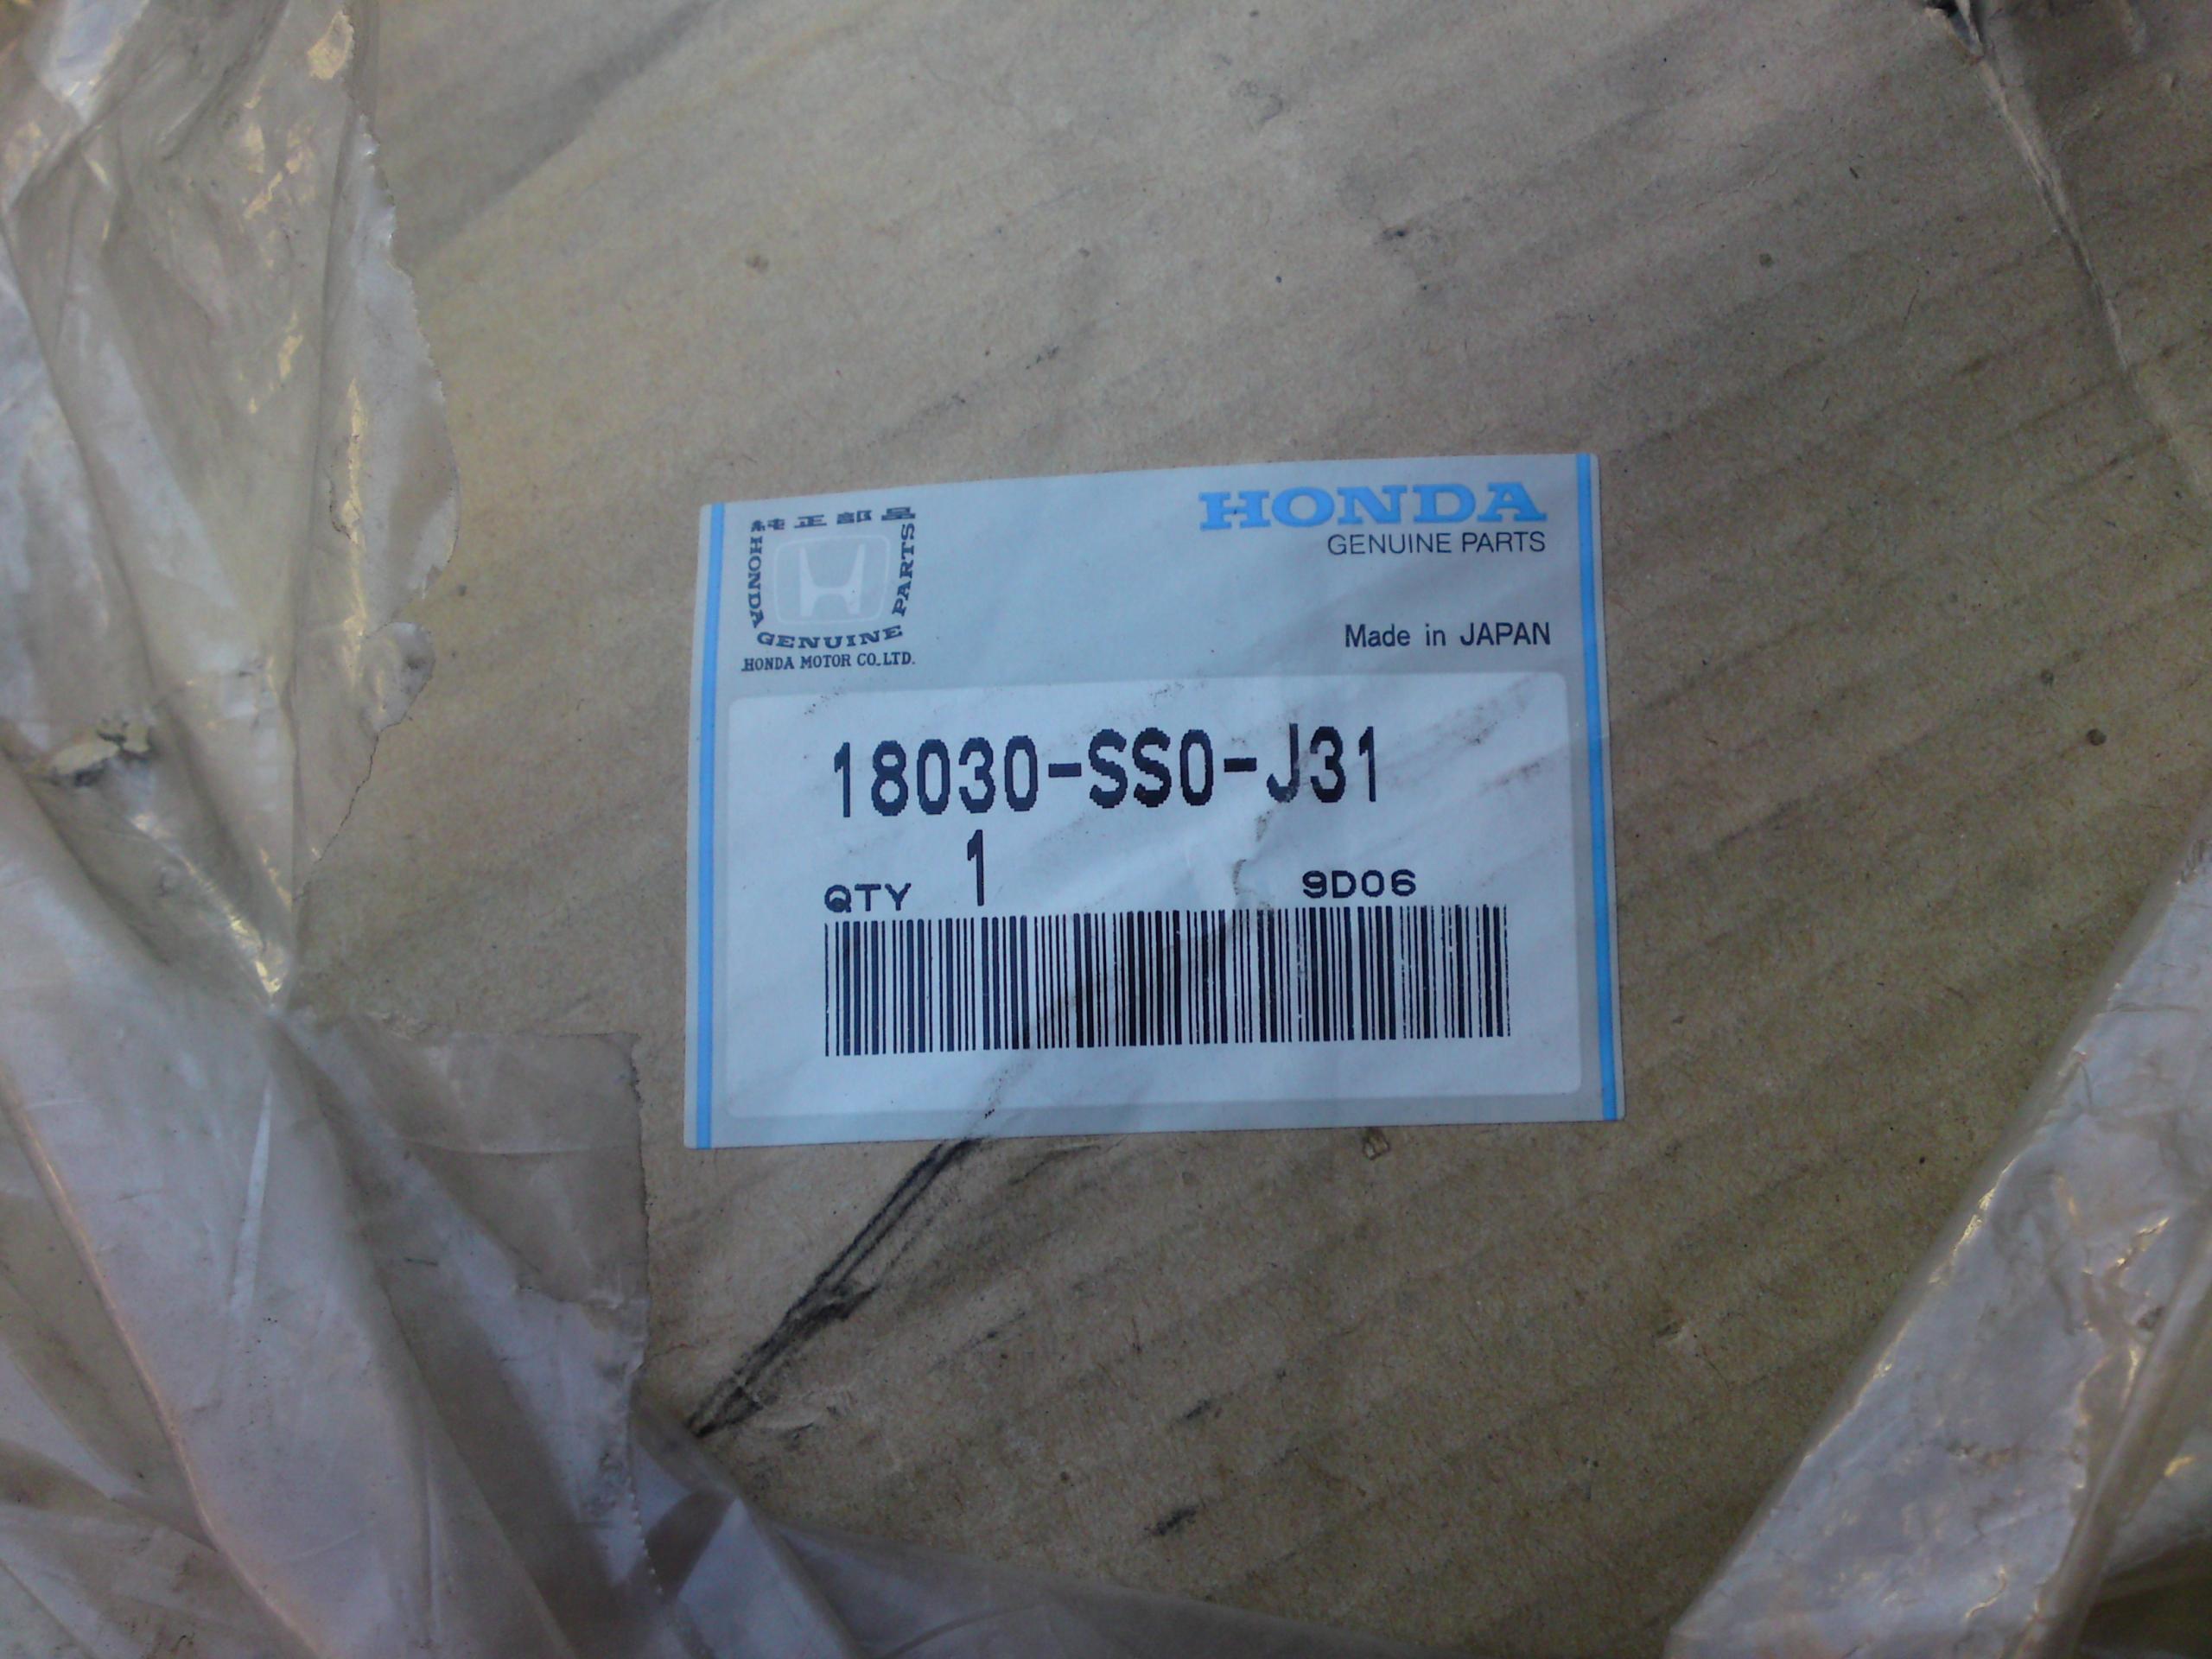 純正部品
HONDA GENUINE PARTS
HONDA MOTOR CO.,LTD.
HONDA
GENUINE PARTS
Made in JAPAN
18030-SS0-J31
QTY 1 9D06